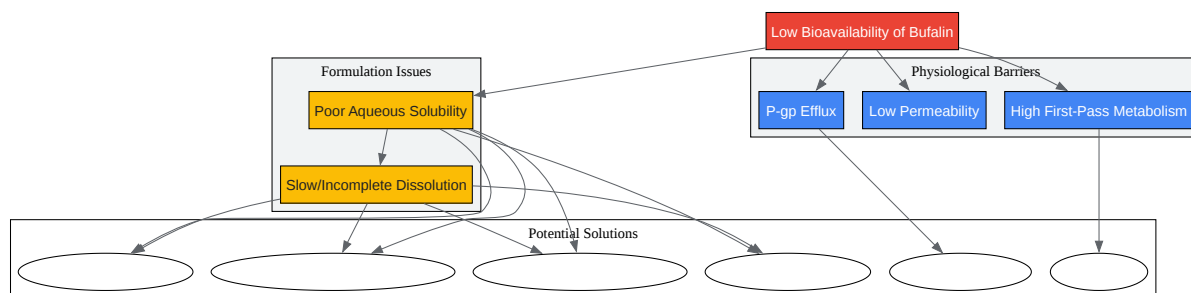 Low Bioavailability of Bufalin
Formulation Issues
Physiological Barriers
Poor Aqueous Solubility
P-gp Efflux
Low Permeability
High First-Pass Metabolism
Slow/Incomplete Dissolution
Potential Solutions